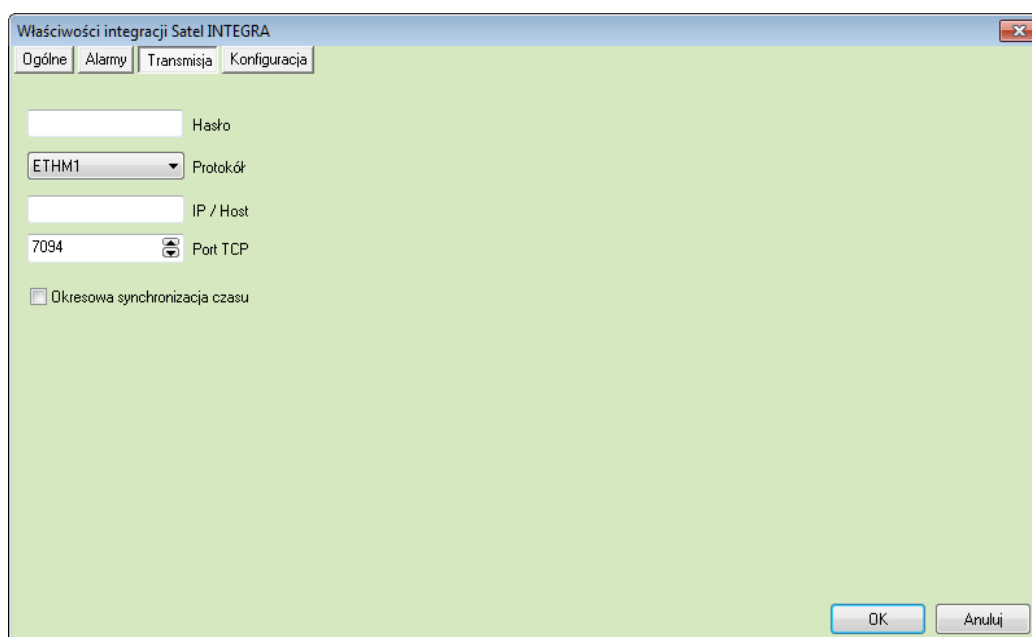 Właściwości integracji Satel INTEGRA
Ogólne Alarmy Transmisja Konfiguracja
Hasło
ETHM1 Protokół
IP / Host
7094 Port TCP
Okresowa synchronizacja czasu
OK Anuluj